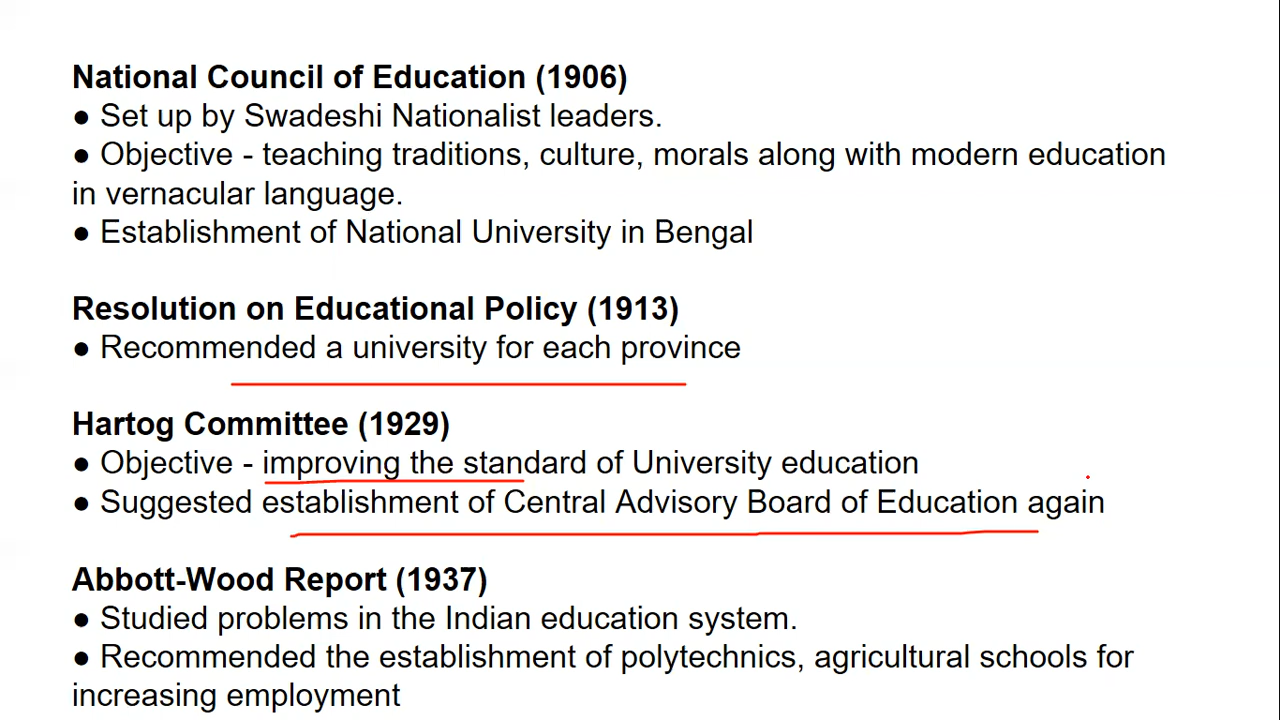 National Council of Education (1906)
● Set up by Swadeshi Nationalist leaders.
● Objective - teaching traditions, culture, morals along with modern education
in vernacular language.
● Establishment of National University in Bengal
Resolution on Educational Policy (1913)
● Recommended a university for each province
Hartog Committee (1929)
● Objective - improving the standard of University education
● Suggested establishment of Central Advisory Board of Education again
Abbott-Wood Report (1937)
● Studied problems in the Indian education system.
● Recommended the establishment of polytechnics, agricultural schools for
increasing employment